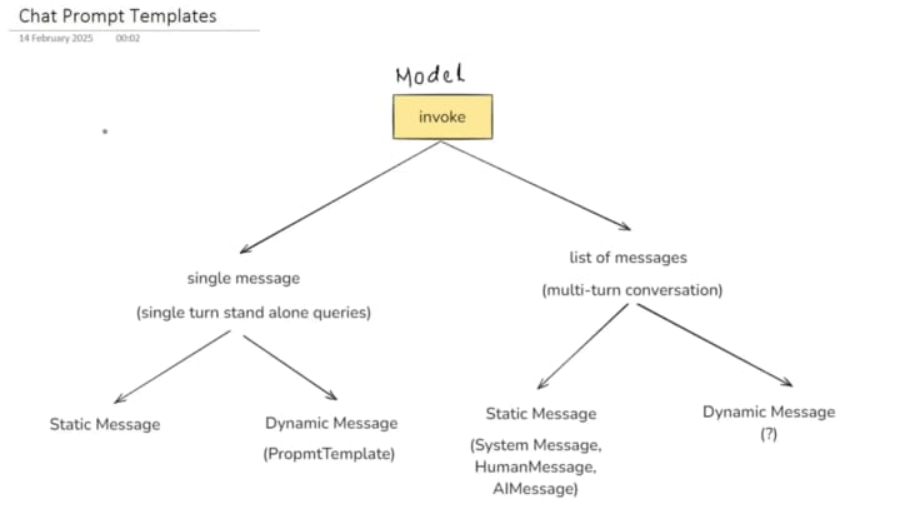 Chat Prompt Templates
14 February 2025 00:02
Model
invoke
single message
(single turn stand alone queries)
list of messages
(multi-turn conversation)
Static Message
Dynamic Message
(PropmtTemplate)
Static Message
(System Message,
HumanMessage,
AIMessage)
Dynamic Message
(?)